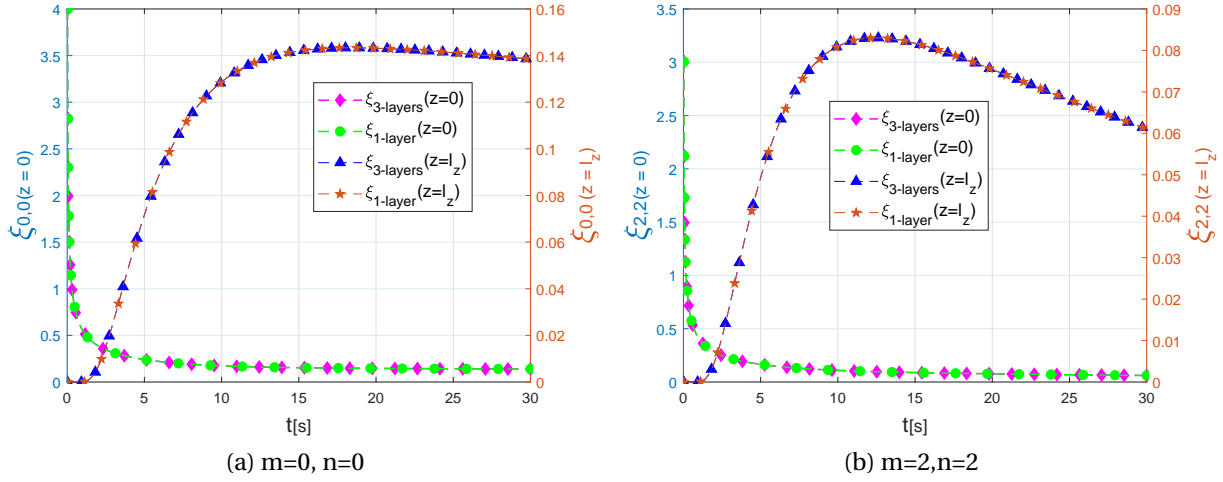 4
3.5
3
2.5
2
1.5
1
0.5
0
ξ0,0(z = 0)
0.16
0.14
0.12
0.10
0.08
0.06
0.04
0.02
0
ξ0,0 (z = lz)
ξ3-layers(z=0)
ξ1-layer(z=0)
ξ3-layers(z=lz)
ξ1-layer(z=lz)
0 5 10 15 20 25 30
t[s]
(a) m=0, n=0
3.5
3
2.5
2
1.5
1
0.5
0
ξ2,2(z = 0)
0.09
0.08
0.07
0.06
0.05
0.04
0.03
0.02
0.01
0
ξ2,2 (z = lz)
ξ3-layers(z=0)
ξ1-layer(z=0)
ξ3-layers(z=lz)
ξ1-layer(z=lz)
0 5 10 15 20 25 30
t[s]
(b) m=2,n=2